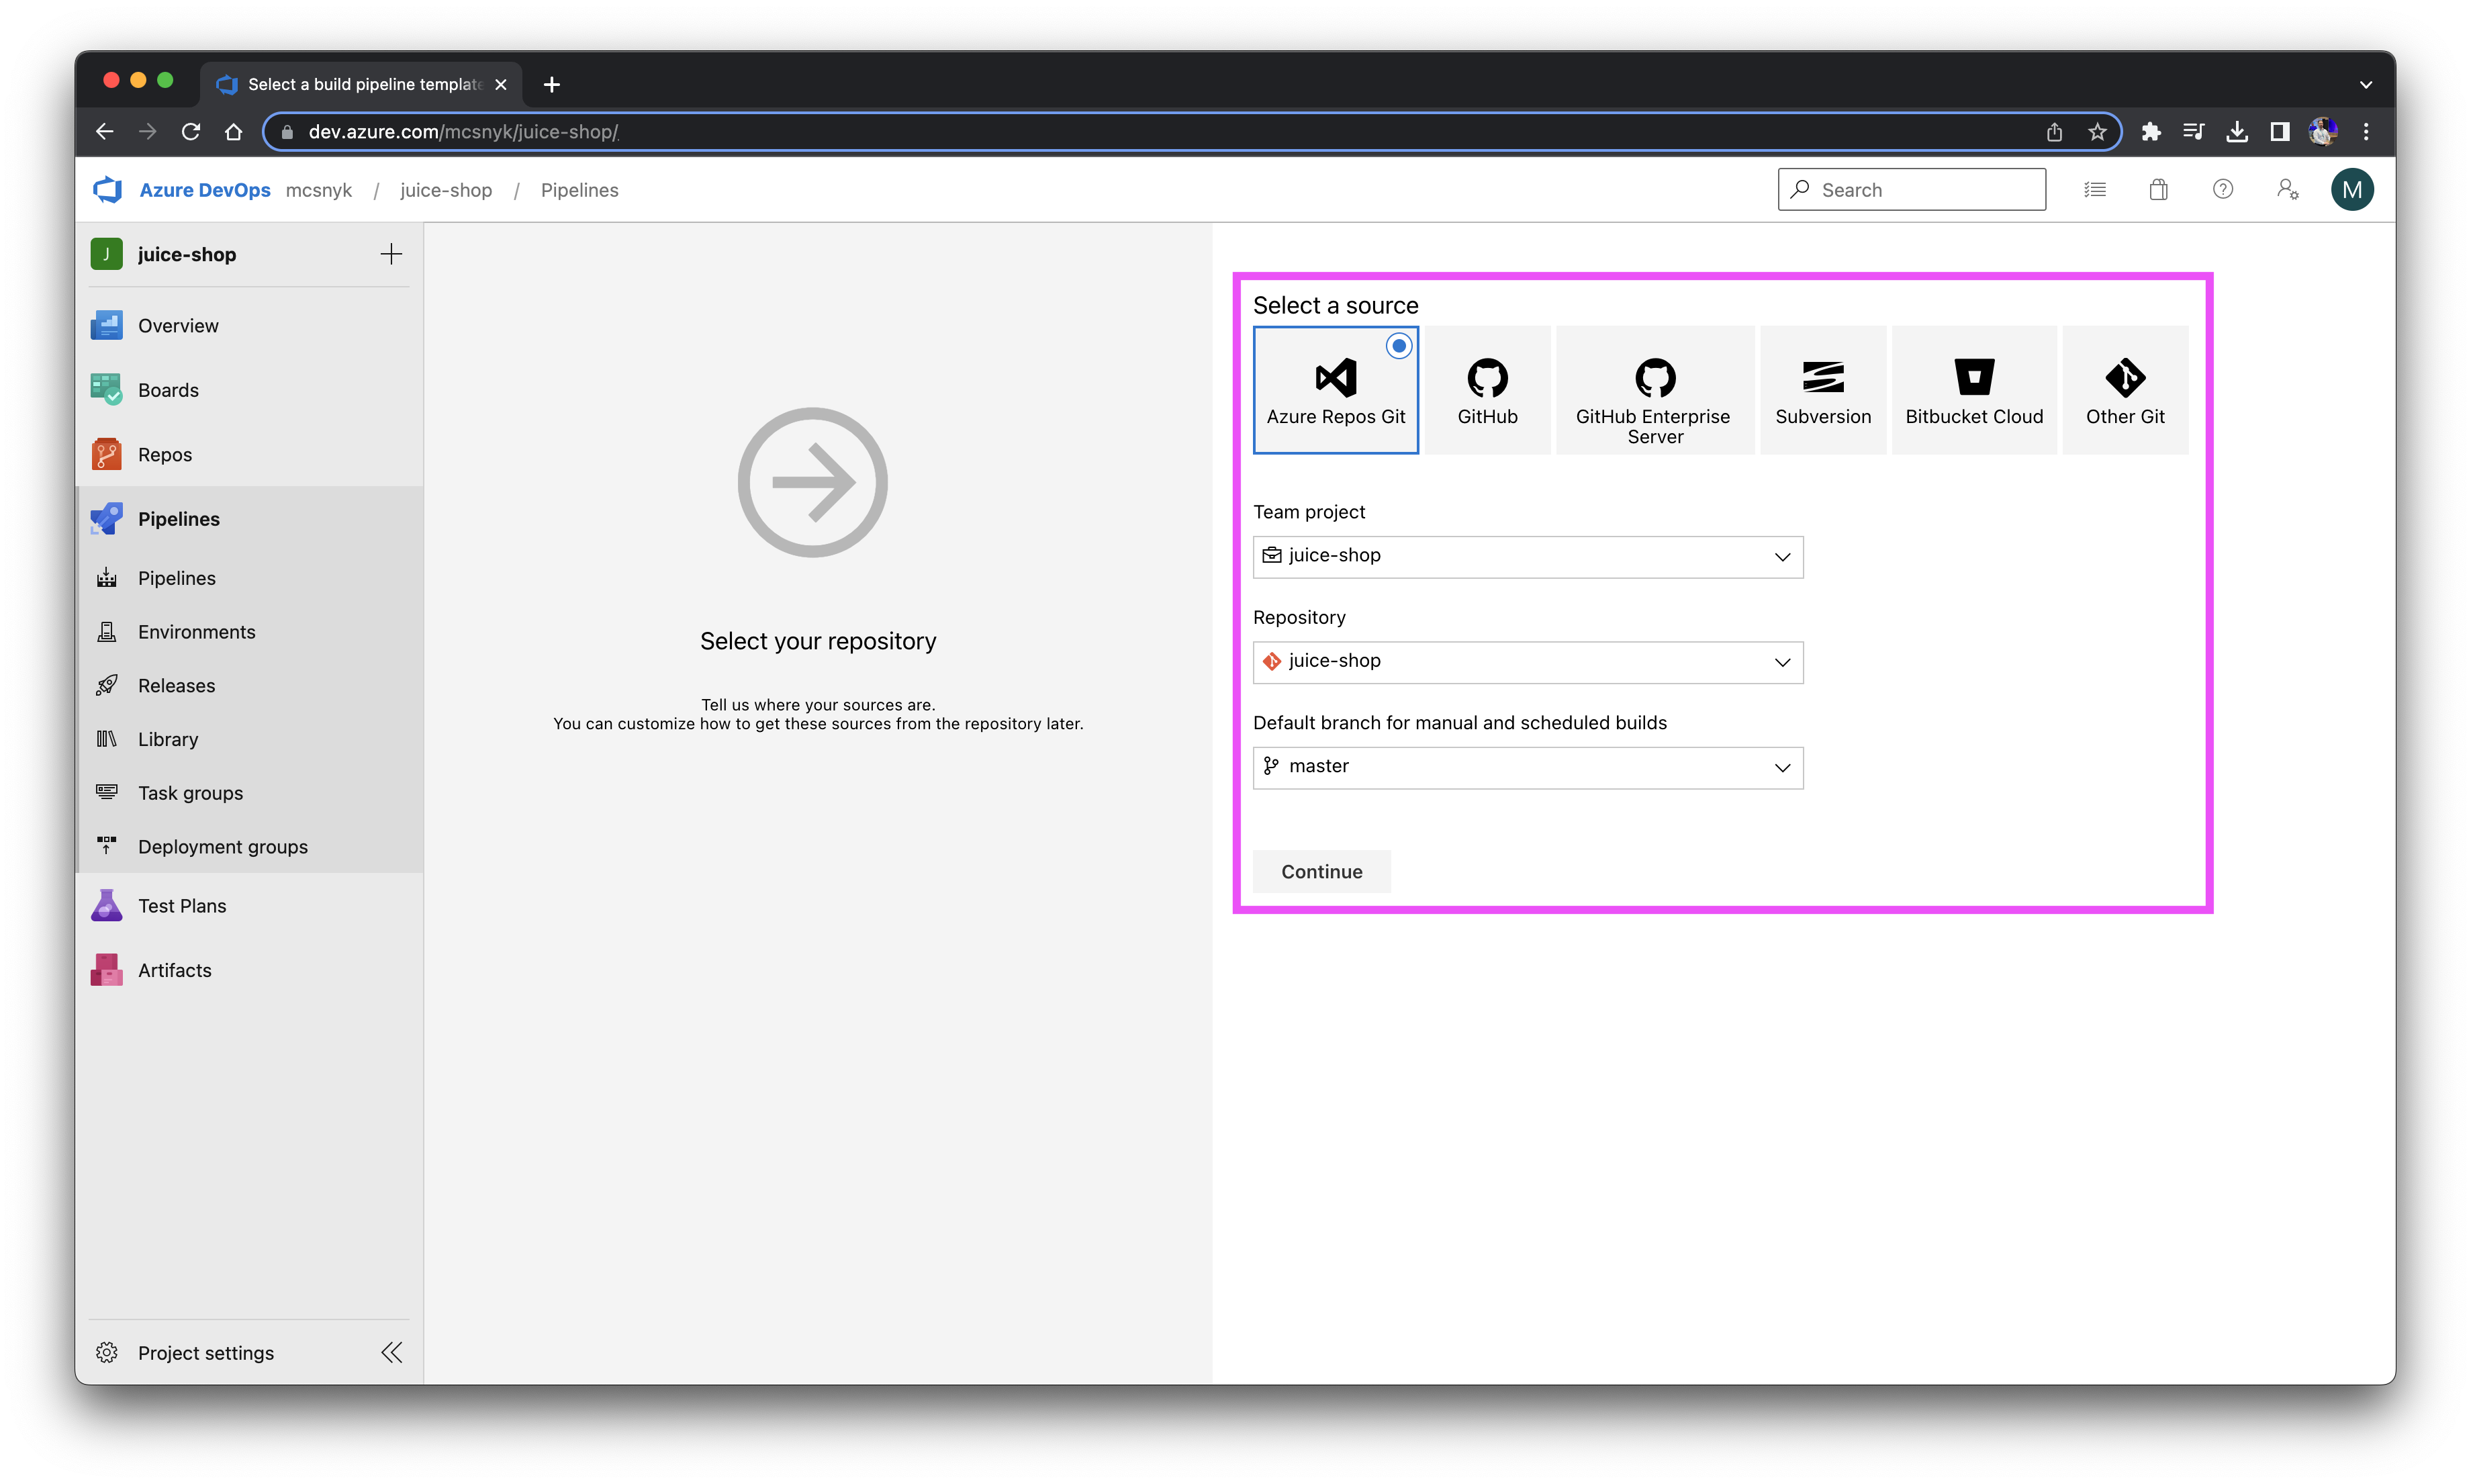 Select a build pipeline template
dev.azure.com/mcsnyk/juice-shop/
Azure DevOps mcsnyk / juice-shop / Pipelines
Search
M
J juice-shop
Overview
Boards
Repos
Pipelines
Pipelines
Environments
Releases
Library
Task groups
Deployment groups
Test Plans
Artifacts
Project settings
Select your repository
Tell us where your sources are.
You can customize how to get these sources from the repository later.
Select a source
Azure Repos Git
GitHub
GitHub Enterprise
Server
Subversion
Bitbucket Cloud
Other Git
Team project
juice-shop
Repository
juice-shop
Default branch for manual and scheduled builds
master
Continue